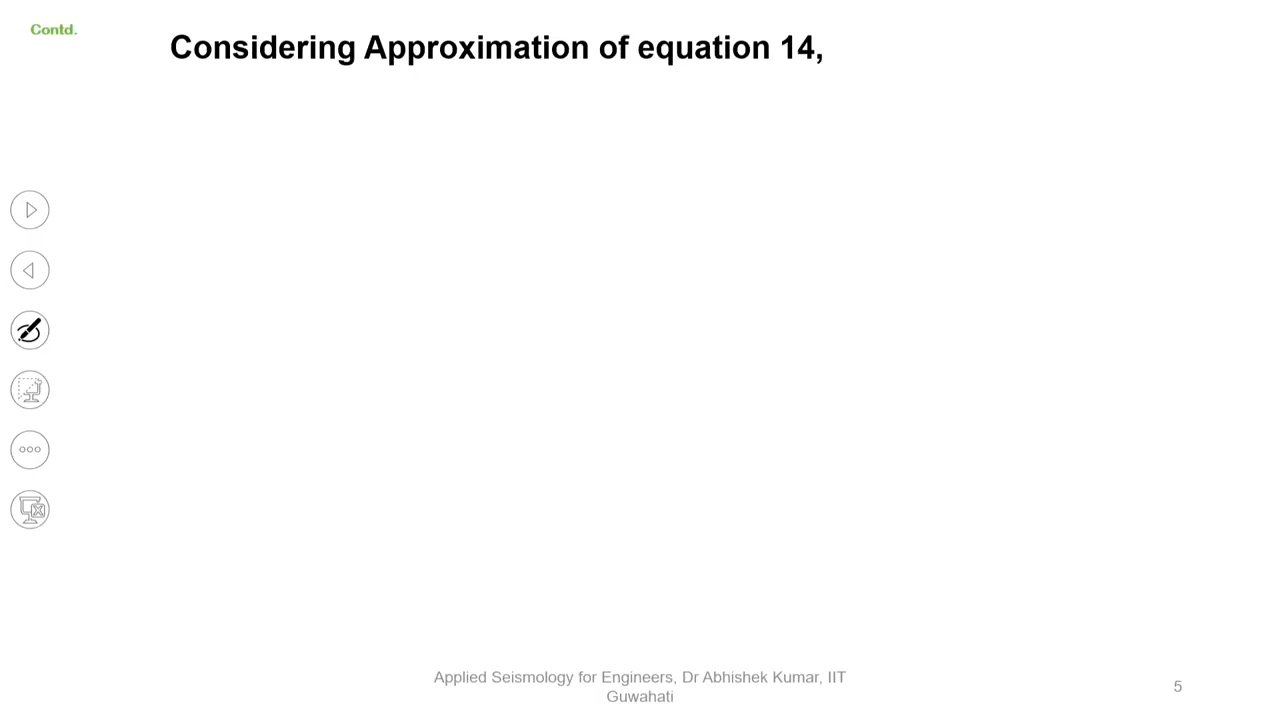 Contd.
Considering Approximation of equation 14,
Applied Seismology for Engineers, Dr Abhishek Kumar, IIT
Guwahati
5